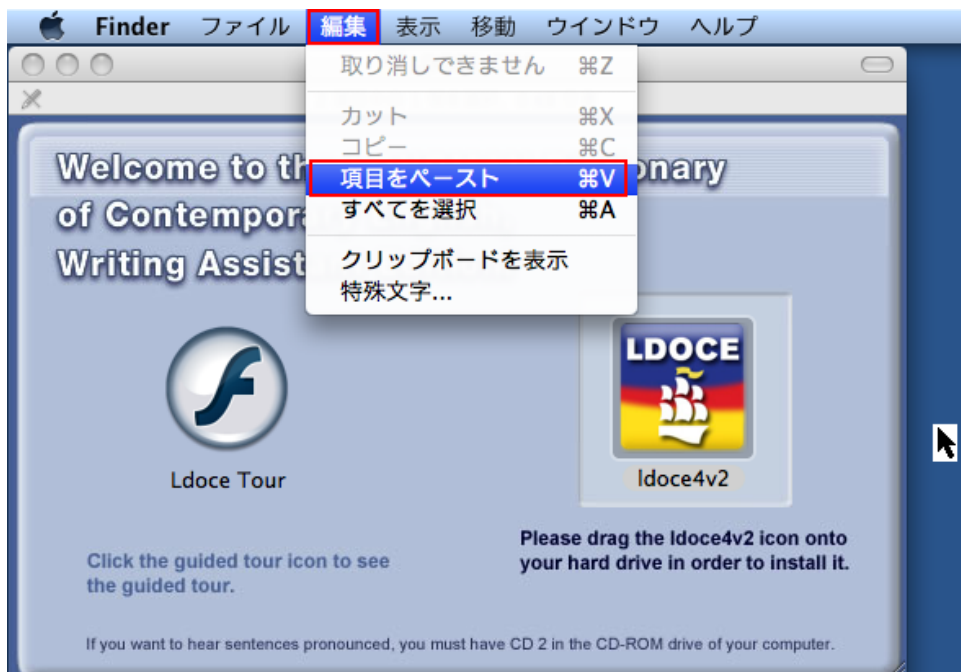 Finder ファイル 編集 表示 移動 ウインドウ ヘルプ
取り消しできません ⌘Z
カット ⌘X
コピー ⌘C
項目をペースト ⌘V
すべてを選択 ⌘A
クリップボードを表示
特殊文字...
Welcome to th onary
of Contempor
Writing Assist
LDOCE
Ldoce Tour
ldoce4v2
Click the guided tour icon to see
the guided tour.
Please drag the ldoce4v2 icon onto
your hard drive in order to install it.
If you want to hear sentences pronounced, you must have CD 2 in the CD-ROM drive of your computer.